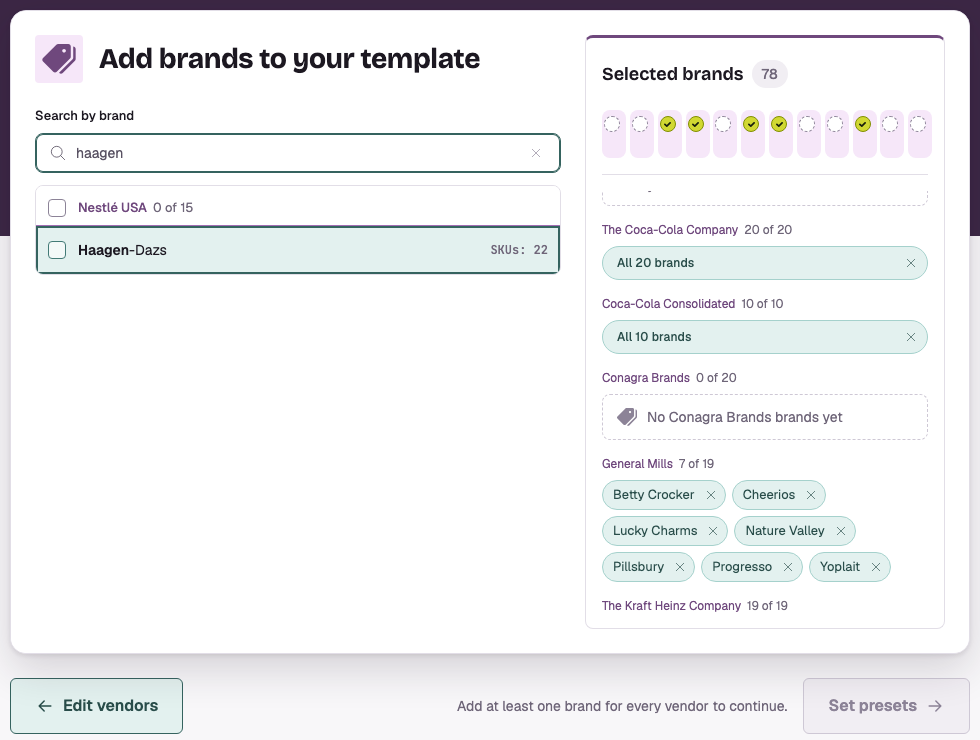 Add brands to your template
Search by brand
haagen
Nestlé USA 0 of 15
Haagen-Dazs SKUs: 22
Selected brands 78
The Coca-Cola Company 20 of 20
All 20 brands
Coca-Cola Consolidated 10 of 10
All 10 brands
Conagra Brands 0 of 20
No Conagra Brands brands yet
General Mills 7 of 19
Betty Crocker Cheerios
Lucky Charms Nature Valley
Pillsbury Progresso Yoplait
The Kraft Heinz Company 19 of 19
Edit vendors
Add at least one brand for every vendor to continue.
Set presets